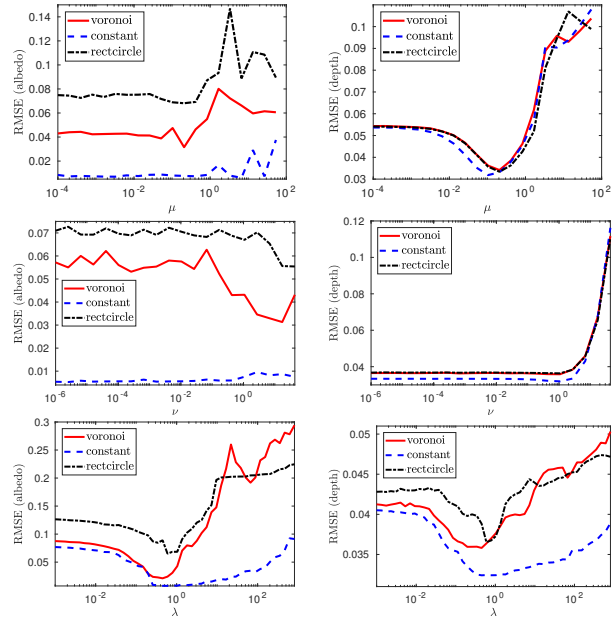 0.14
0.12
0.1
0.08
0.06
0.04
0.02
RMSE (albedo)
voronoi
constant
rectcircle
10^-4 10^-2 10^0 10^2
μ
0.1
0.09
0.08
0.07
0.06
0.05
0.04
0.03
RMSE (depth)
voronoi
constant
rectcircle
10^-4 10^-2 10^0 10^2
μ
0.07
0.06
0.05
0.04
0.03
0.02
0.01
RMSE (albedo)
voronoi
constant
rectcircle
10^-6 10^-4 10^-2 10^0
ν
0.12
0.1
0.08
0.06
0.04
RMSE (depth)
voronoi
constant
rectcircle
10^-6 10^-4 10^-2 10^0
ν
0.3
0.25
0.2
0.15
0.1
0.05
RMSE (albedo)
voronoi
constant
rectcircle
10^-2 10^0 10^2
λ
0.05
0.045
0.04
0.035
RMSE (depth)
voronoi
constant
rectcircle
10^-2 10^0 10^2
λ